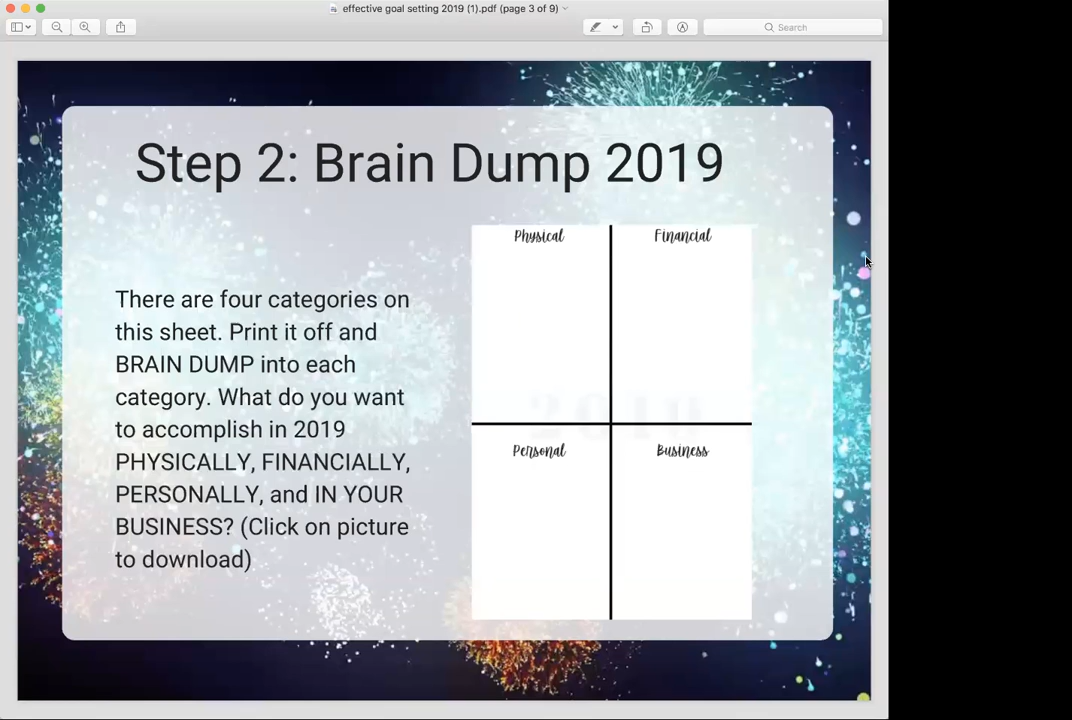 effective goal setting 2019 (1).pdf (page 3 of 9)
Search
Step 2: Brain Dump 2019
Physical Financial
There are four categories on
this sheet. Print it off and
BRAIN DUMP into each
category. What do you want
to accomplish in 2019
PHYSICALLY, FINANCIALLY,
PERSONALLY, and IN YOUR
BUSINESS? (Click on picture
to download)
2019
Personal Business